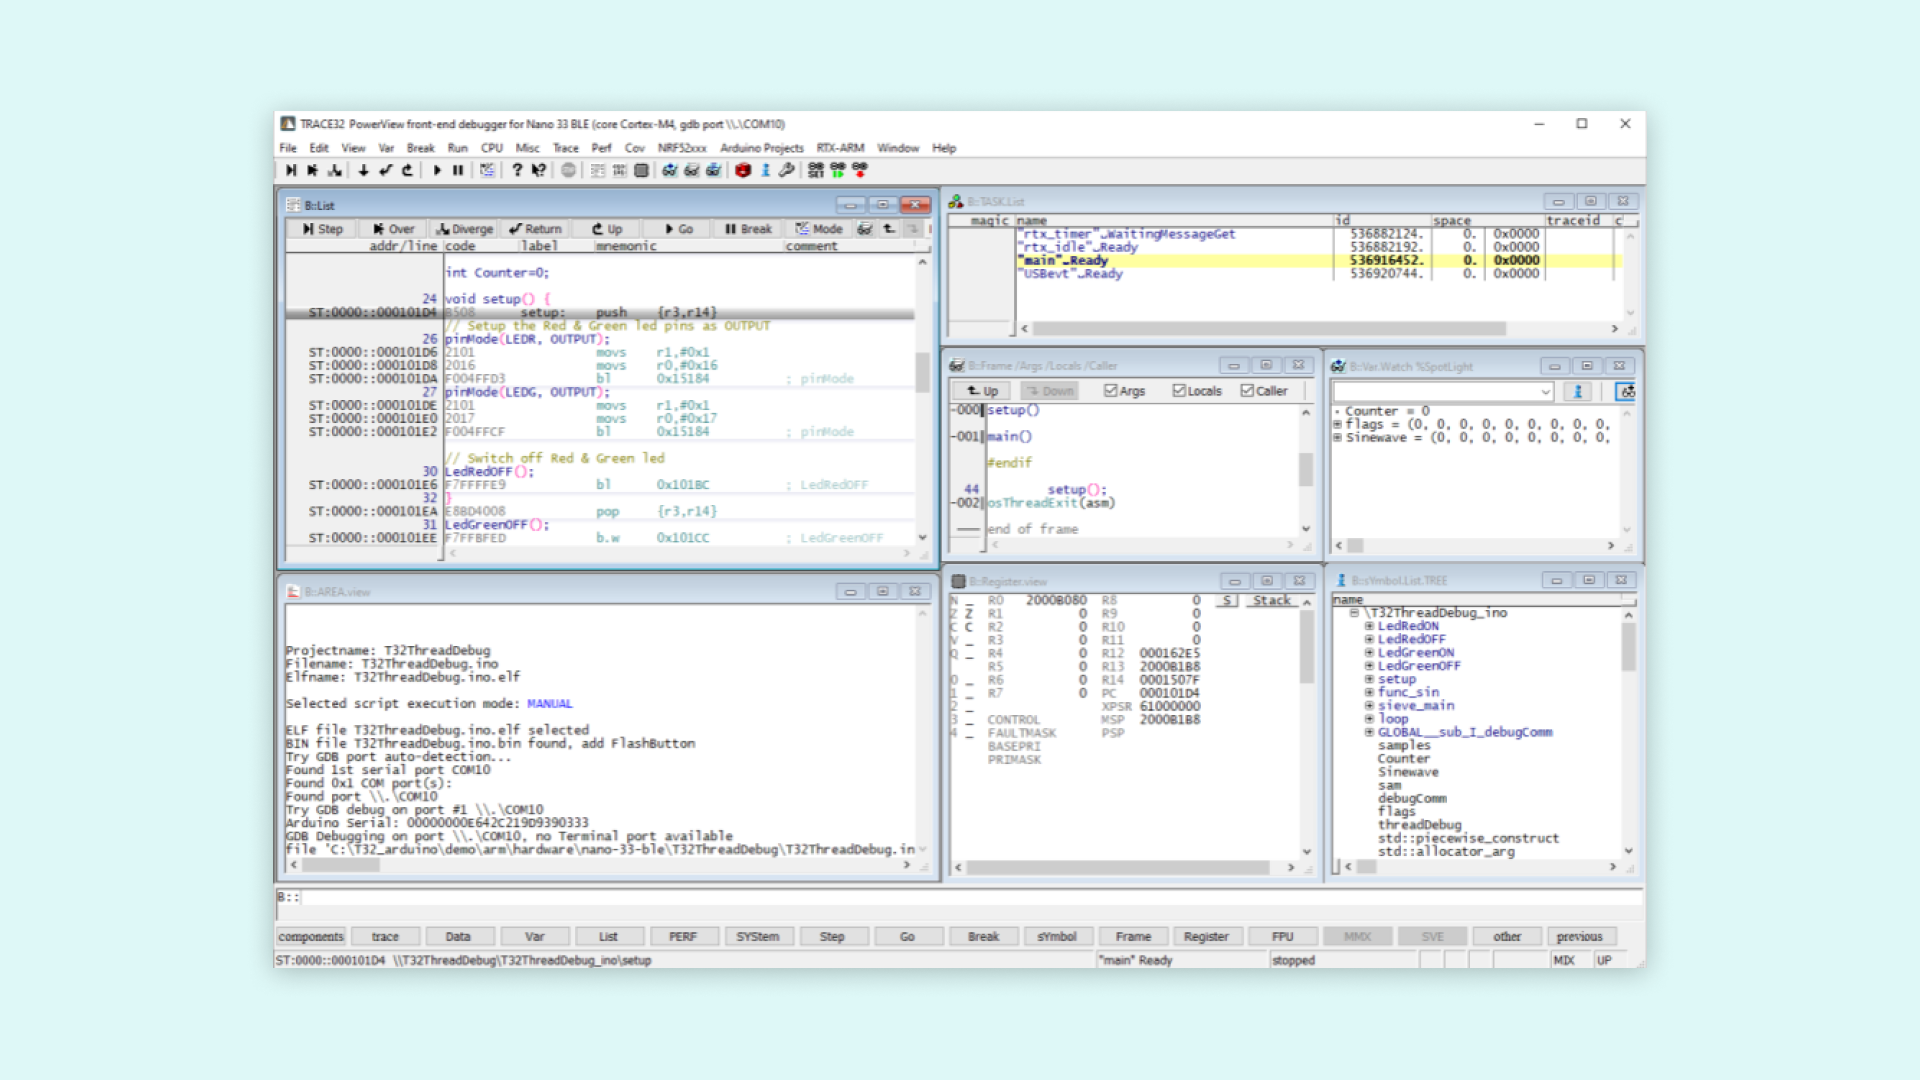 TRACE32 PowerView front-end debugger for Nano 33 BLE (core Cortex-M4, gdb port \\.\COM10)
File Edit View Var Break Run CPU Misc Trace Perf Cov NRF52xxx Arduino Projects RTX-ARM Window Help
B::List
Step Over Diverge Return Up Go Break Mode
addr/line code label mnemonic comment
int Counter=0;
24 void setup() {
ST:0000::000101D4 B508 setup: push {r3,r14}
// Setup the Red & Green led pins as OUTPUT
26 pinMode(LEDR, OUTPUT);
ST:0000::000101D6 2101 movs r1,#0x1
ST:0000::000101D8 2016 movs r0,#0x16
ST:0000::000101DA F004FFD3 bl 0x15184 ; pinMode
27 pinMode(LEDG, OUTPUT);
ST:0000::000101DE 2101 movs r1,#0x1
ST:0000::000101E0 2017 movs r0,#0x17
ST:0000::000101E2 F004FFCF bl 0x15184 ; pinMode
// Switch off Red & Green led
30 LedRedOFF();
ST:0000::000101E6 F7FFFFE9 bl 0x101BC ; LedRedOFF
32 }
ST:0000::000101EA E8BD4008 pop {r3,r14}
31 LedGreenOFF();
ST:0000::000101EE F7FFBFED b.w 0x101CC ; LedGreenOFF
B::TASK.List
magic name id space traceid c
"rtx_timer"…WaitingMessageGet 536882124. 0. 0x0000
"rtx_idle"…Ready 536882192. 0. 0x0000
"main"…Ready 536916452. 0. 0x0000
"USBevt"…Ready 536920744. 0. 0x0000
B::Frame /Args /Locals /Caller
Up Down Args Locals Caller
-000 setup()
-001 main()
#endif
44 setup();
-002 osThreadExit(asm)
end of frame
B::Var.Watch %SpotLight
Counter = 0
flags = (0, 0, 0, 0, 0, 0, 0, 0, 0,
Sinewave = (0, 0, 0, 0, 0, 0, 0, 0,
B::AREA.view
Projectname: T32ThreadDebug
Filename: T32ThreadDebug.ino
Elfname: T32ThreadDebug.ino.elf
Selected script execution mode: MANUAL
ELF file T32ThreadDebug.ino.elf selected
BIN file T32ThreadDebug.ino.bin found, add FlashButton
Try GDB port auto-detection...
Found 1st serial port COM10
Found 0x1 COM port(s):
Found port \\.\COM10
Try GDB debug on port #1 \\.\COM10
Arduino Serial: 00000000E642C219D9390333
GDB Debugging on port \\.\COM10, no Terminal port available
file 'C:\T32_arduino\demo\arm\hardware\nano-33-ble\T32ThreadDebug\T32ThreadDebug.in
B::Register.view
N _ R0 2000B080 R8 0 S Stack
Z Z R1 0 R9 0
C C R2 0 R10 0
V _ R3 0 R11 0
Q _ R4 0 R12 000162E5
R5 0 R13 2000B1B8
0 _ R6 0 R14 0001507F
1 _ R7 0 PC 000101D4
2 _ XPSR 61000000
3 _ CONTROL MSP 2000B1B8
4 _ FAULTMASK PSP
BASEPRI
PRIMASK
B::sYmbol.List.TREE
name
\T32ThreadDebug_ino
LedRedON
LedRedOFF
LedGreenON
LedGreenOFF
setup
func_sin
sieve_main
loop
GLOBAL__sub_I_debugComm
samples
Counter
Sinewave
sam
debugComm
flags
threadDebug
std::piecewise_construct
std::allocator_arg
B::
components trace Data Var List PERF SYStem Step Go Break sYmbol Frame Register FPU MMX SVE other previous
ST:0000::000101D4 \\T32ThreadDebug\T32ThreadDebug_ino\setup "main" Ready stopped MIX UP